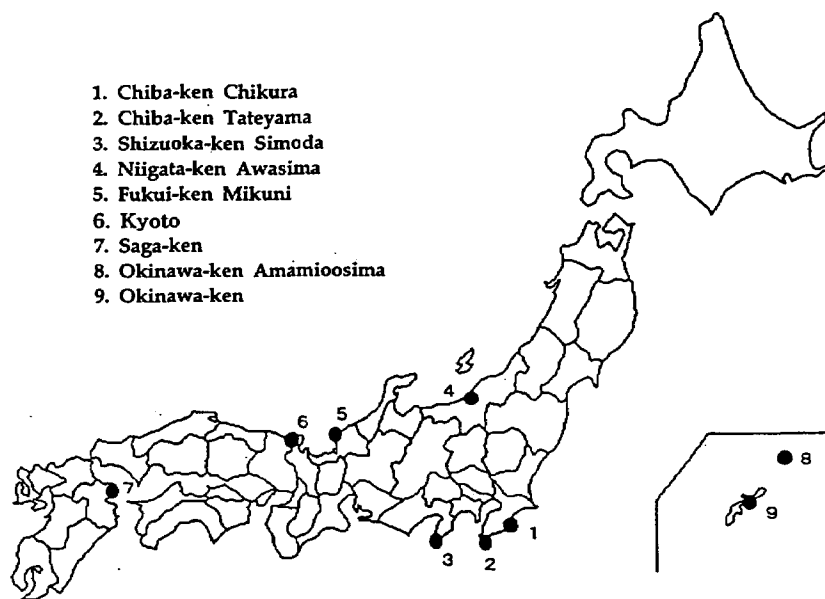 1. Chiba-ken Chikura
2. Chiba-ken Tateyama
3. Shizuoka-ken Simoda
4. Niigata-ken Awasima
5. Fukui-ken Mikuni
6. Kyoto
7. Saga-ken
8. Okinawa-ken Amamioosima
9. Okinawa-ken
4
5
6
8
7
9
1
3
2